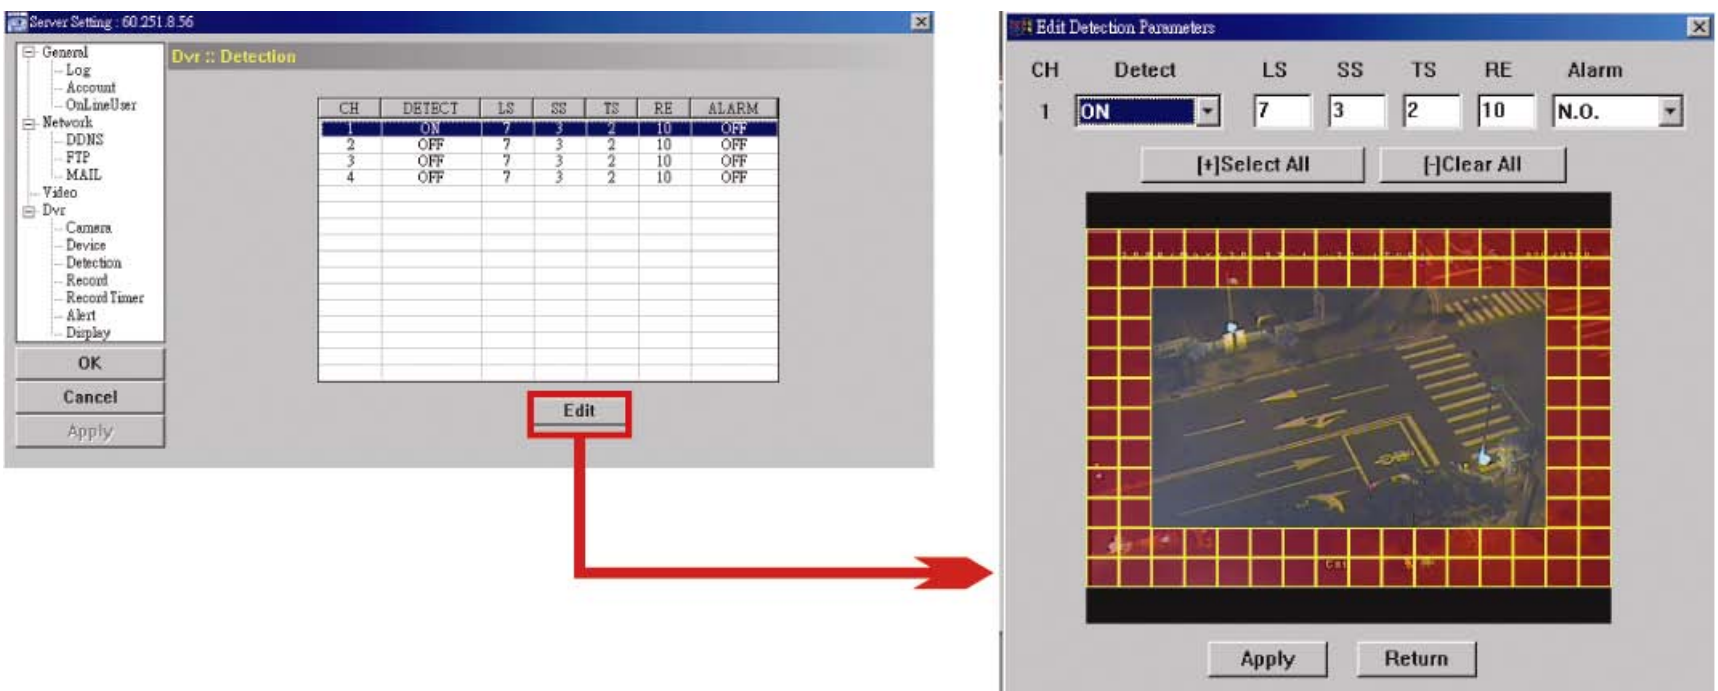 Server Setting : 60.251.8.56
General
Log
Account
OnLineUser
Network
DDNS
FTP
MAIL
Video
Dvr
Camera
Device
Detection
Record
Record Timer
Alert
Display
OK
Cancel
Apply
Dvr :: Detection
CH DETECT LS SS TS RE ALARM
1 ON 7 3 2 10 OFF
2 OFF 7 3 2 10 OFF
3 OFF 7 3 2 10 OFF
4 OFF 7 3 2 10 OFF
Edit
Edit Detection Parameters
CH Detect LS SS TS RE Alarm
1 ON 7 3 2 10 N.O.
[+]Select All [-]Clear All
Apply Return